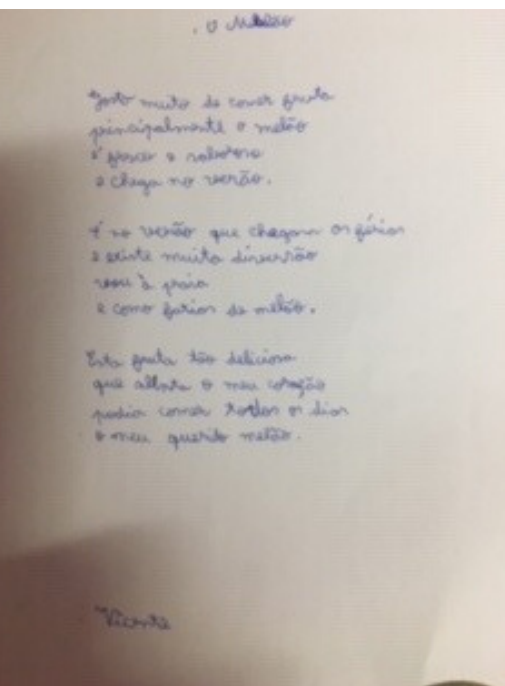 O Melão
Gosto muito de comer fruta
principalmente o melão
é fresco e saboroso
e chega no verão.
É no verão que chegam as férias
e existe muita diversão
vou à praia
e como fatias de melão.
Esta fruta tão deliciosa
que alegra o meu coração
podia comer todos os dias
o meu querido melão.
Vicente